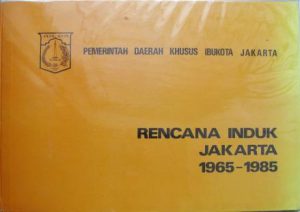 PEMERINTAH DAERAH KHUSUS IBUKOTA JAKARTA
RENCANA INDUK
JAKARTA
1965-1985